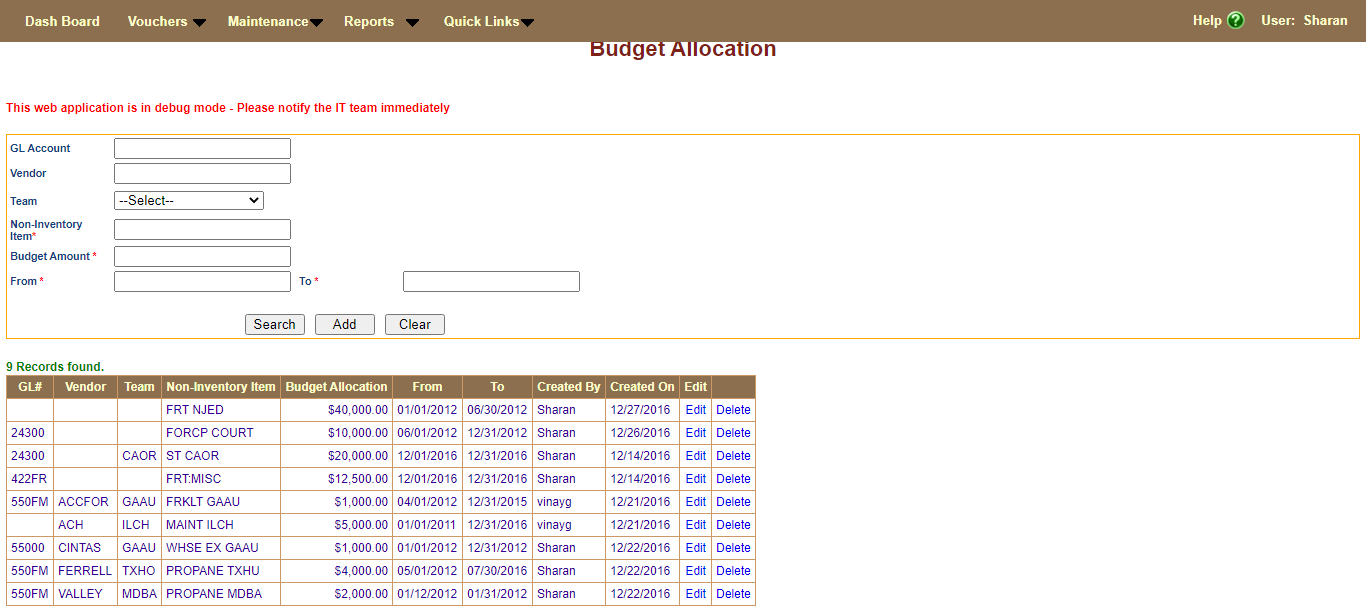 Dash Board Vouchers Maintenance Reports Quick Links Help ? User: Sharan
Budget Allocation
This web application is in debug mode - Please notify the IT team immediately
GL Account
Vendor
Team --Select--
Non-Inventory
Item*
Budget Amount *
From * To *
Search Add Clear
9 Records found.
GL# Vendor Team Non-Inventory Item Budget Allocation From To Created By Created On Edit
FRT NJED $40,000.00 01/01/2012 06/30/2012 Sharan 12/27/2016 Edit Delete
24300 FORCP COURT $10,000.00 06/01/2012 12/31/2012 Sharan 12/26/2016 Edit Delete
24300 CAOR ST CAOR $20,000.00 12/01/2016 12/31/2016 Sharan 12/14/2016 Edit Delete
422FR FRT:MISC $12,500.00 12/01/2016 12/31/2016 Sharan 12/14/2016 Edit Delete
550FM ACCFOR GAAU FRKLT GAAU $1,000.00 04/01/2012 12/31/2015 vinayg 12/21/2016 Edit Delete
ACH ILCH MAINT ILCH $5,000.00 01/01/2011 12/31/2016 vinayg 12/21/2016 Edit Delete
55000 CINTAS GAAU WHSE EX GAAU $1,000.00 01/01/2012 12/31/2012 Sharan 12/22/2016 Edit Delete
550FM FERRELL TXHO PROPANE TXHU $4,000.00 05/01/2012 07/30/2016 Sharan 12/22/2016 Edit Delete
550FM VALLEY MDBA PROPANE MDBA $2,000.00 01/12/2012 01/31/2012 Sharan 12/22/2016 Edit Delete